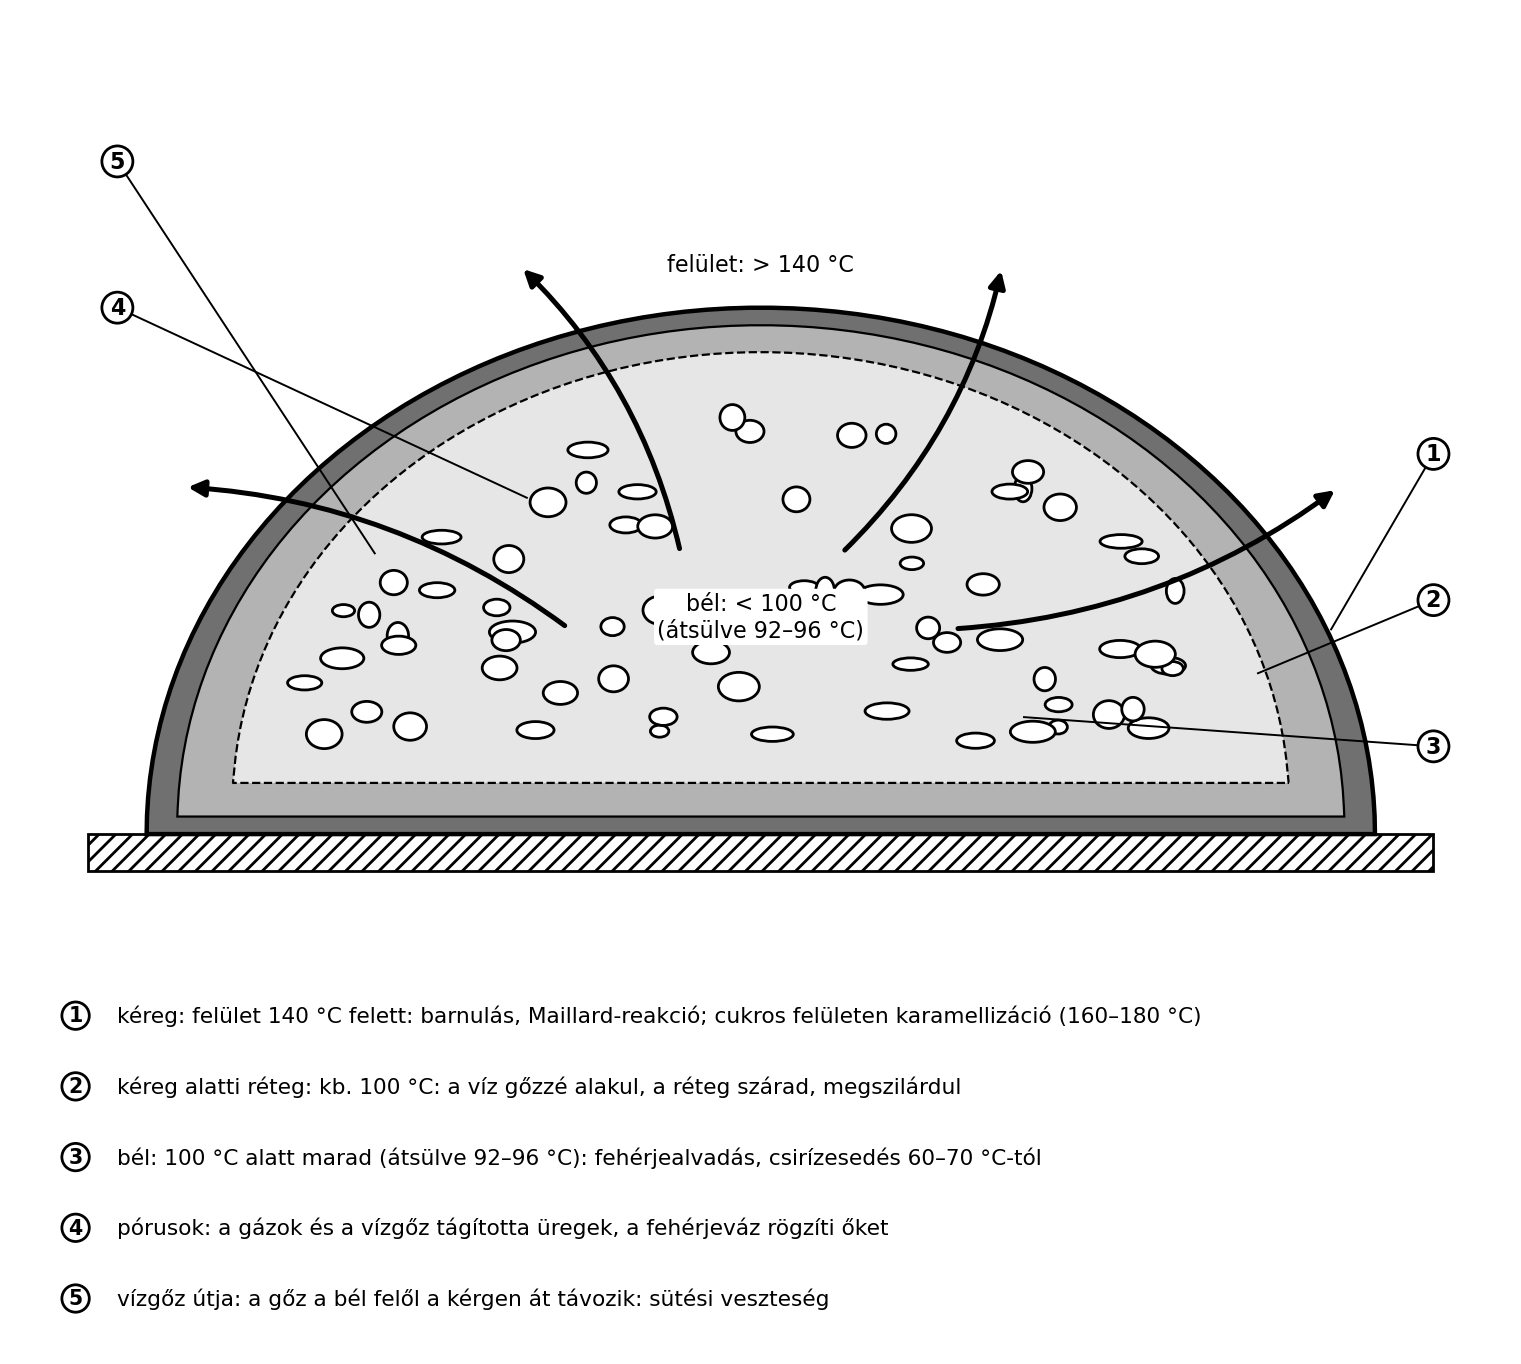 5
felület: > 140 °C
4
1
bél: < 100 °C
(átsülve 92–96 °C)
2
3
1 kéreg: felület 140 °C felett: barnulás, Maillard-reakció; cukros felületen karamellizáció (160–180 °C)
2 kéreg alatti réteg: kb. 100 °C: a víz gőzzé alakul, a réteg szárad, megszilárdul
3 bél: 100 °C alatt marad (átsülve 92–96 °C): fehérjealvadás, csirízesedés 60–70 °C-tól
4 pórusok: a gázok és a vízgőz tágította üregek, a fehérjeváz rögzíti őket
5 vízgőz útja: a gőz a bél felől a kérgen át távozik: sütési veszteség